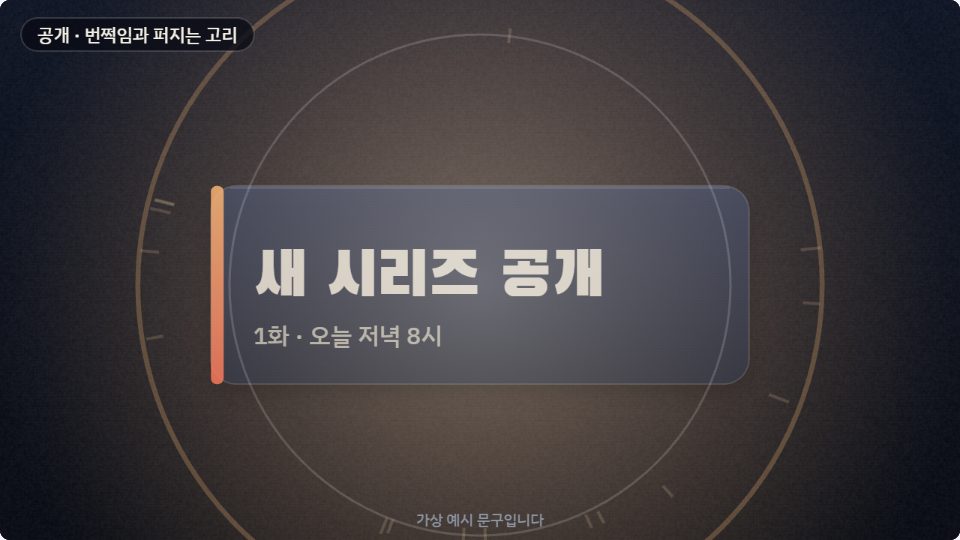 공개 · 번쩍임과 퍼지는 고리
새 시리즈 공개
1화 · 오늘 저녁 8시
가상 예시 문구입니다